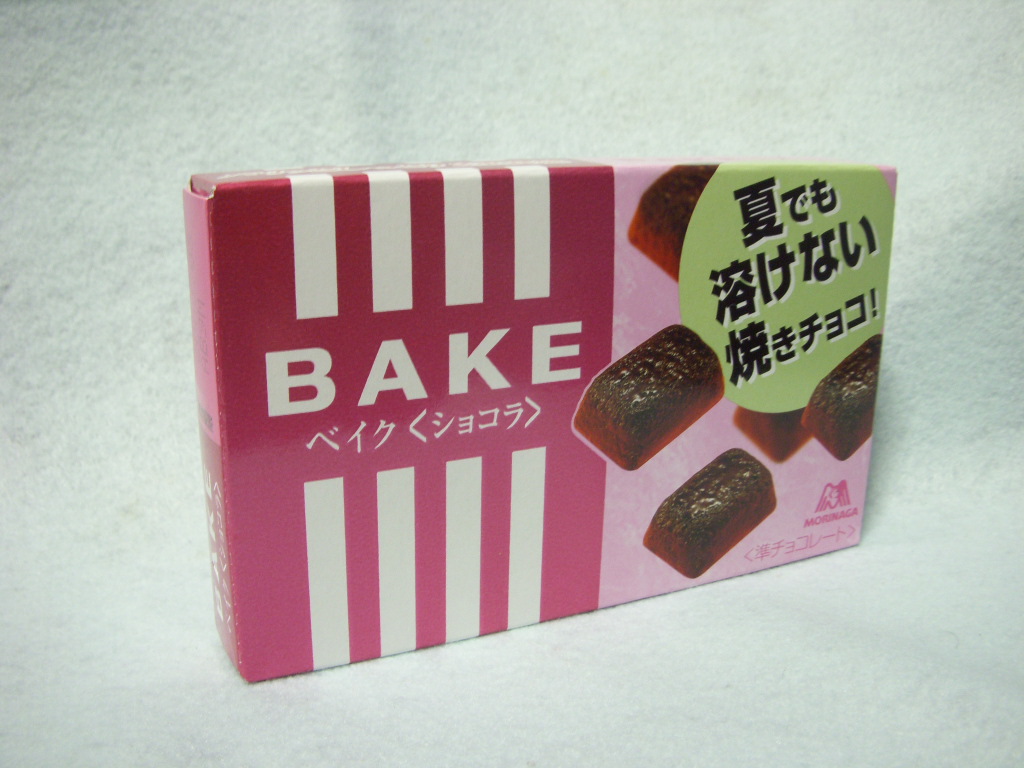 BAKE
ベイク〈ショコラ〉
夏でも
溶けない
焼きチョコ!
MORINAGA
〈準チョコレート〉